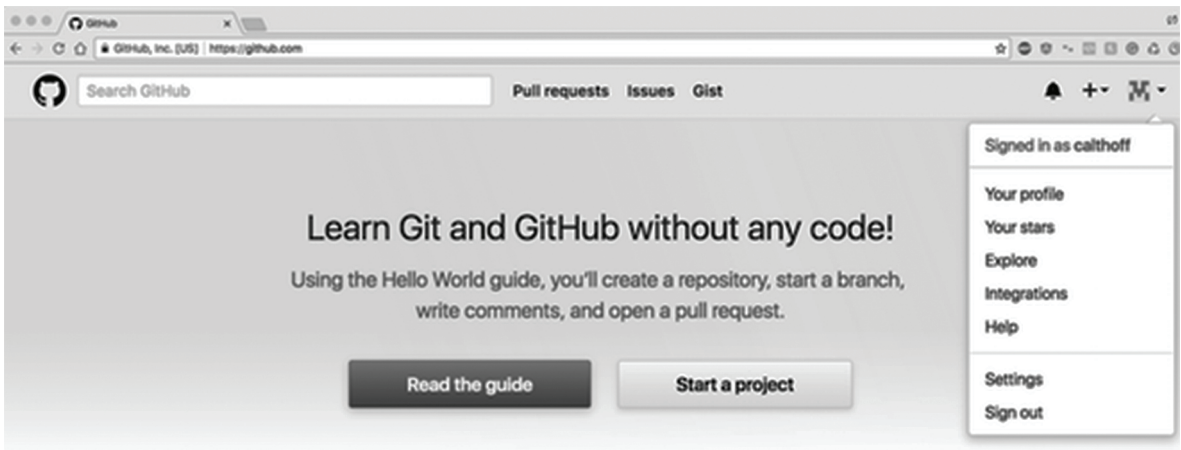 GitHub
GitHub, Inc. [US] https://github.com
Search GitHub Pull requests Issues Gist
Signed in as calthoff
Your profile
Your stars
Explore
Integrations
Help
Settings
Sign out
Learn Git and GitHub without any code!
Using the Hello World guide, you'll create a repository, start a branch,
write comments, and open a pull request.
Read the guide Start a project